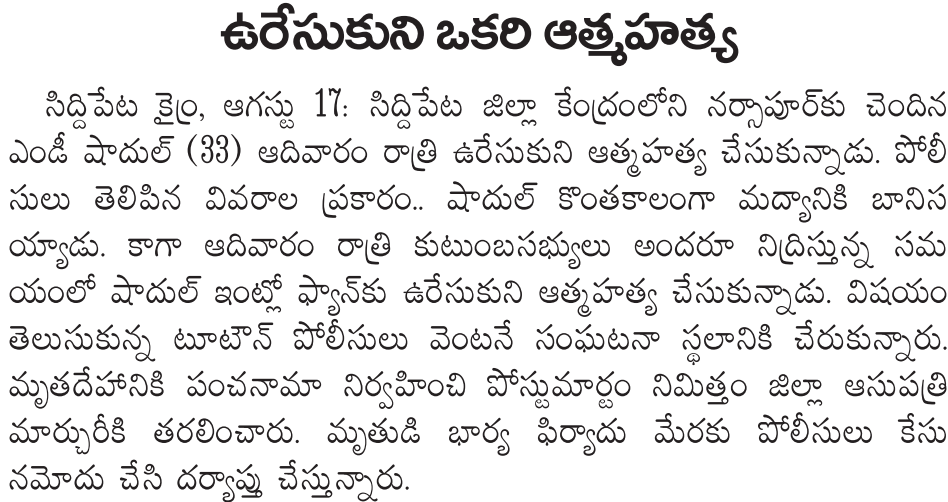 ఉరేసుకుని ఒకరి ఆత్మహత్య
సిద్దిపేట క్రైం, ఆగస్టు 17: సిద్దిపేట జిల్లా కేంద్రంలోని నర్సాపూర్‌కు చెందిన
ఎండీ షాదుల్ (33) ఆదివారం రాత్రి ఉరేసుకుని ఆత్మహత్య చేసుకున్నాడు. పోలీ
సులు తెలిపిన వివరాల ప్రకారం.. షాదుల్ కొంతకాలంగా మద్యానికి బానిస
య్యాడు. కాగా ఆదివారం రాత్రి కుటుంబసభ్యులు అందరూ నిద్రిస్తున్న సమ
యంలో షాదుల్ ఇంట్లో ఫ్యాన్‌కు ఉరేసుకుని ఆత్మహత్య చేసుకున్నాడు. విషయం
తెలుసుకున్న టూటౌన్ పోలీసులు వెంటనే సంఘటనా స్థలానికి చేరుకున్నారు.
మృతదేహానికి పంచనామా నిర్వహించి పోస్టుమార్టం నిమిత్తం జిల్లా ఆసుపత్రి
మార్చురీకి తరలించారు. మృతుడి భార్య ఫిర్యాదు మేరకు పోలీసులు కేసు
నమోదు చేసి దర్యాప్తు చేస్తున్నారు.